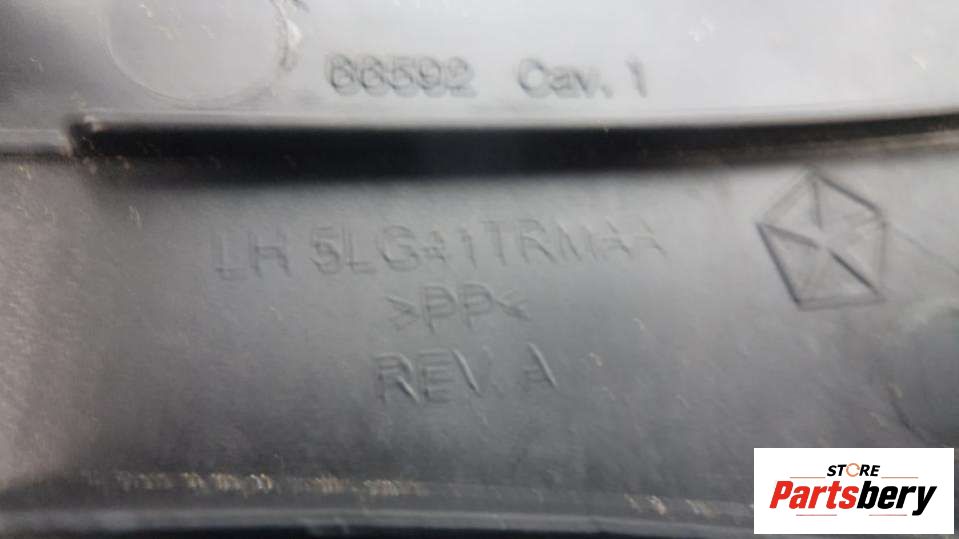 66592 Cav. 1
LH 5LG41TRMAA
>PP<
REV. A
STORE
Partsbery